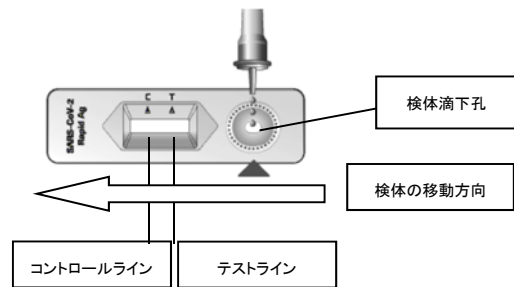 C T
SARS-CoV-2
Rapid Ag
検体滴下孔
検体の移動方向
コントロールライン
テストライン